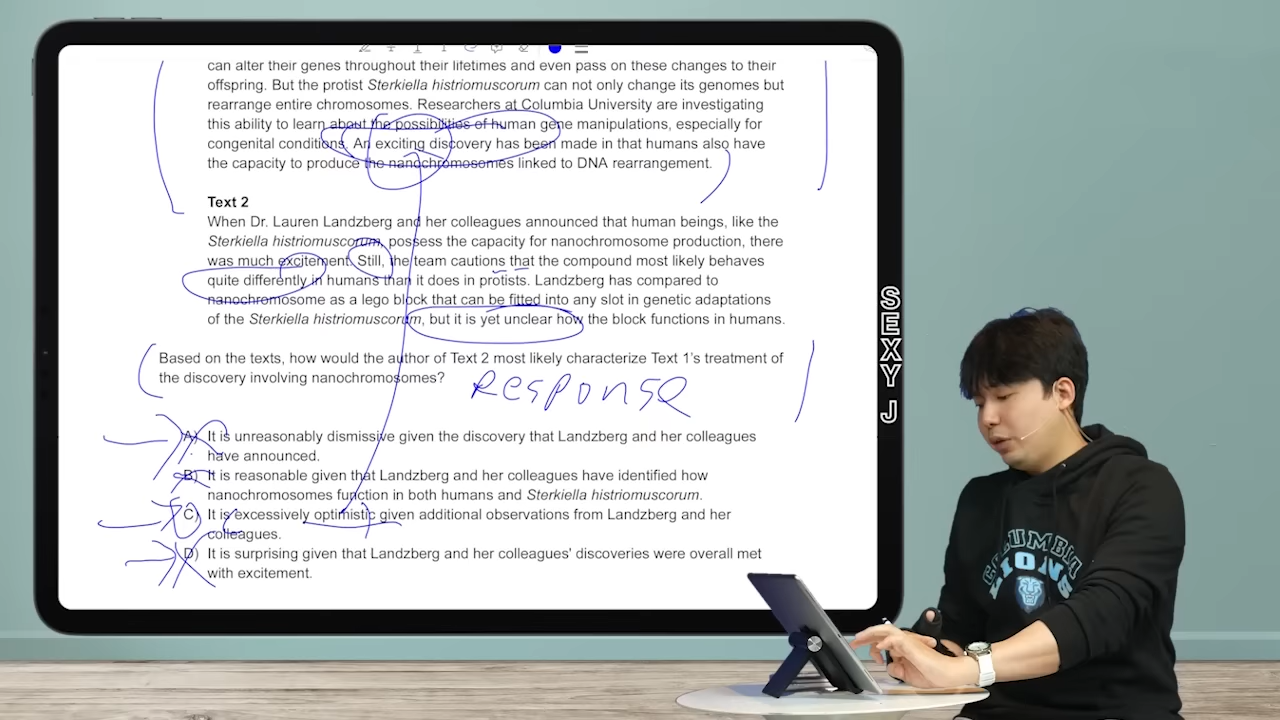 can alter their genes throughout their lifetimes and even pass on these changes to their
offspring. But the protist Sterkiella histriomuscorum can not only change its genomes but
rearrange entire chromosomes. Researchers at Columbia University are investigating
this ability to learn about the possibilities of human gene manipulations, especially for
congenital conditions. An exciting discovery has been made in that humans also have
the capacity to produce the nanochromosomes linked to DNA rearrangement.
Text 2
When Dr. Lauren Landzberg and her colleagues announced that human beings, like the
Sterkiella histriomuscorum, possess the capacity for nanochromosome production, there
was much excitement. Still, the team cautions that the compound most likely behaves
quite differently in humans than it does in protists. Landzberg has compared to
nanochromosome as a lego block that can be fitted into any slot in genetic adaptations
of the Sterkiella histriomuscorum, but it is yet unclear how the block functions in humans.
Based on the texts, how would the author of Text 2 most likely characterize Text 1's treatment of
the discovery involving nanochromosomes?
Response
A) It is unreasonably dismissive given the discovery that Landzberg and her colleagues
have announced.
B) It is reasonable given that Landzberg and her colleagues have identified how
nanochromosomes function in both humans and Sterkiella histriomuscorum.
C) It is excessively optimistic given additional observations from Landzberg and her
colleagues.
D) It is surprising given that Landzberg and her colleagues' discoveries were overall met
with excitement.
SEXY J
COLUMBIA
LIONS